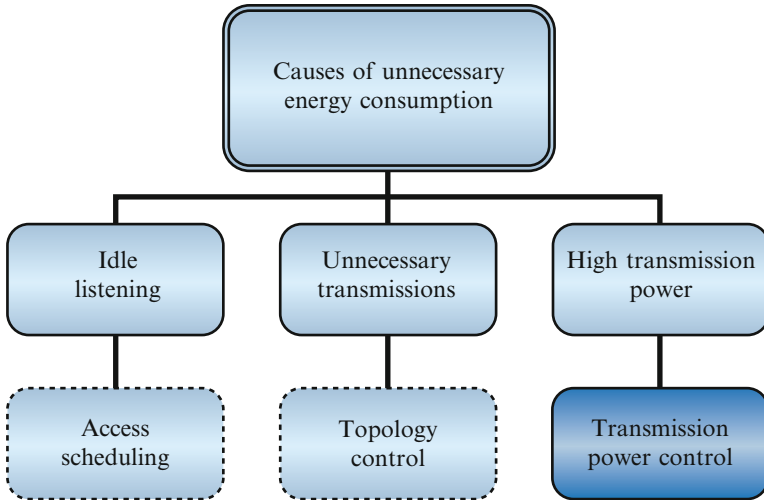 Causes of unnecessary
energy consumption
Idle
listening
Unnecessary
transmissions
High transmission
power
Access
scheduling
Topology
control
Transmission
power control